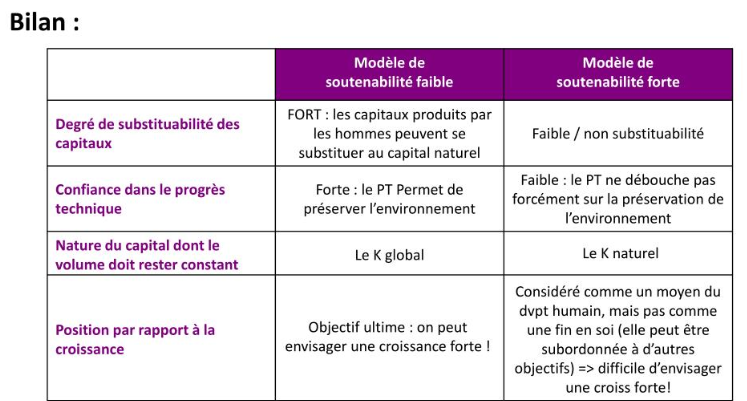 Bilan :
Modèle de
soutenabilité faible
Modèle de
soutenabilité forte
Degré de substituabilité des
capitaux
FORT : les capitaux produits par
les hommes peuvent se
substituer au capital naturel
Faible / non substituabilité
Confiance dans le progrès
technique
Forte : le PT Permet de
préserver l’environnement
Faible : le PT ne débouche pas
forcément sur la préservation de
l’environnement
Nature du capital dont le
volume doit rester constant
Le K global
Le K naturel
Position par rapport à la
croissance
Objectif ultime : on peut
envisager une croissance forte !
Considéré comme un moyen du
dvpt humain, mais pas comme
une fin en soi (elle peut être
subordonnée à d’autres
objectifs) => difficile d’envisager
une croiss forte!